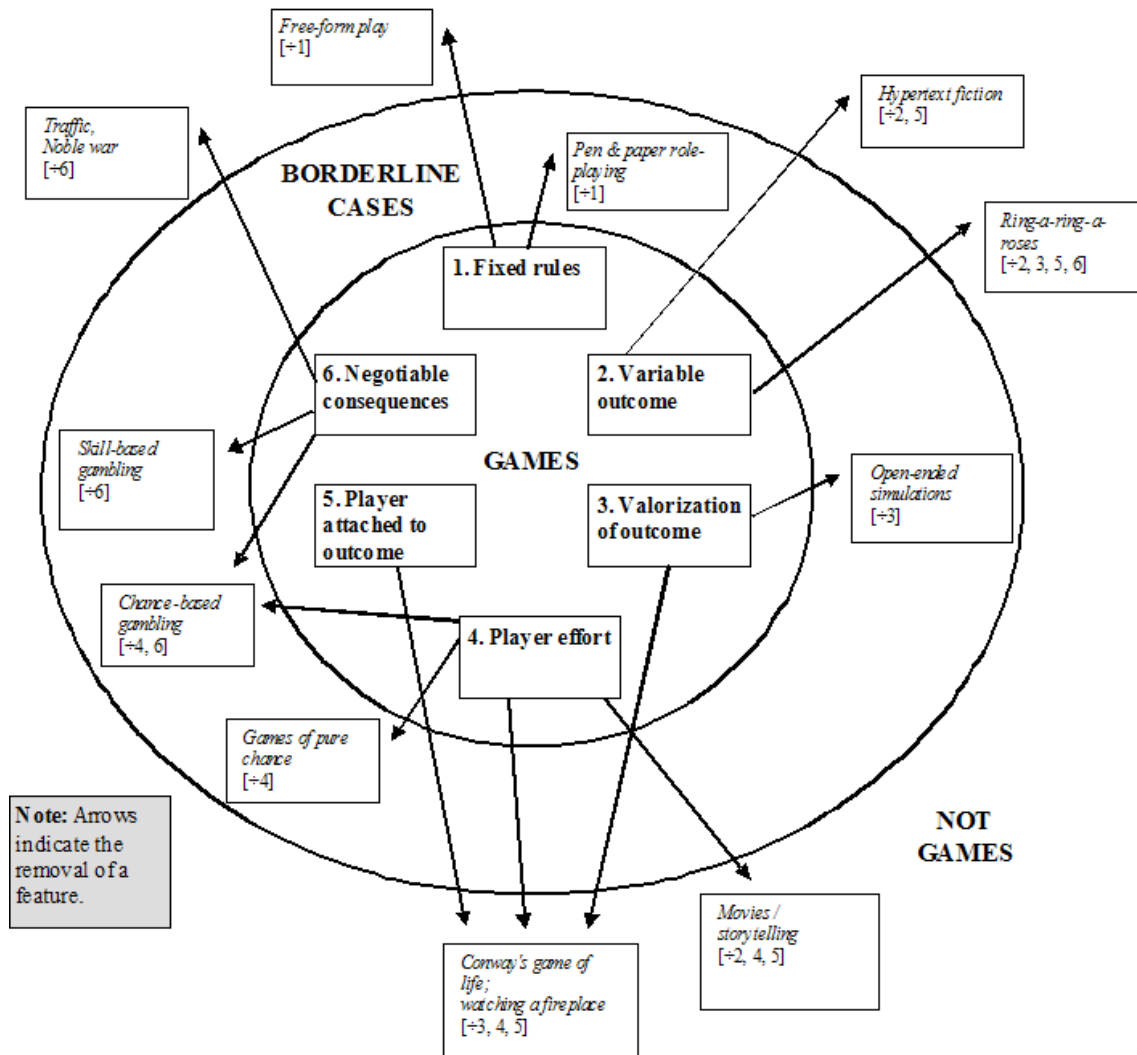 Free-form play
[÷1]
Hypertext fiction
[÷2, 5]
Traffic,
Noble war
[÷6]
Pen & paper role-
playing
[÷1]
BORDERLINE
CASES
Ring-a-ring-a-
roses
[÷2, 3, 5, 6]
1. Fixed rules
6. Negotiable
consequences
2. Variable
outcome
Skill-based
gambling
[÷6]
GAMES
Open-ended
simulations
[÷3]
5. Player
attached to
outcome
3. Valorization
of outcome
Chance-based
gambling
[÷4, 6]
4. Player effort
Games of pure
chance
[÷4]
Note: Arrows
indicate the
removal of a
feature.
NOT
GAMES
Movies /
storytelling
[÷2, 4, 5]
Conway's game of
life;
watching a fireplace
[÷3, 4, 5]